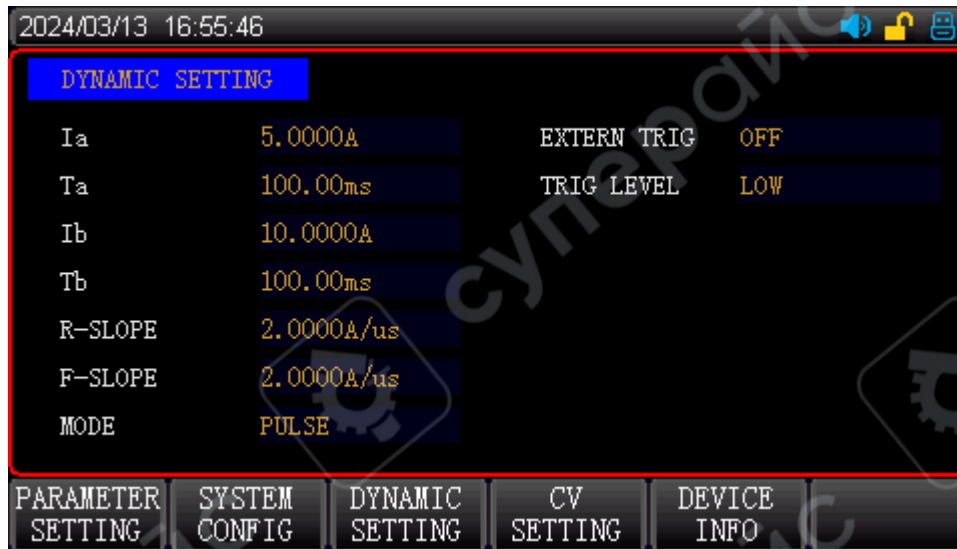 2024/03/13 16:55:46
DYNAMIC SETTING
Ia 5.0000A EXTERN TRIG OFF
Ta 100.00ms TRIG LEVEL LOW
Ib 10.0000A
Tb 100.00ms
R-SLOPE 2.0000A/us
F-SLOPE 2.0000A/us
MODE PULSE
PARAMETER SETTING SYSTEM CONFIG DYNAMIC SETTING CV SETTING DEVICE INFO
суперайс